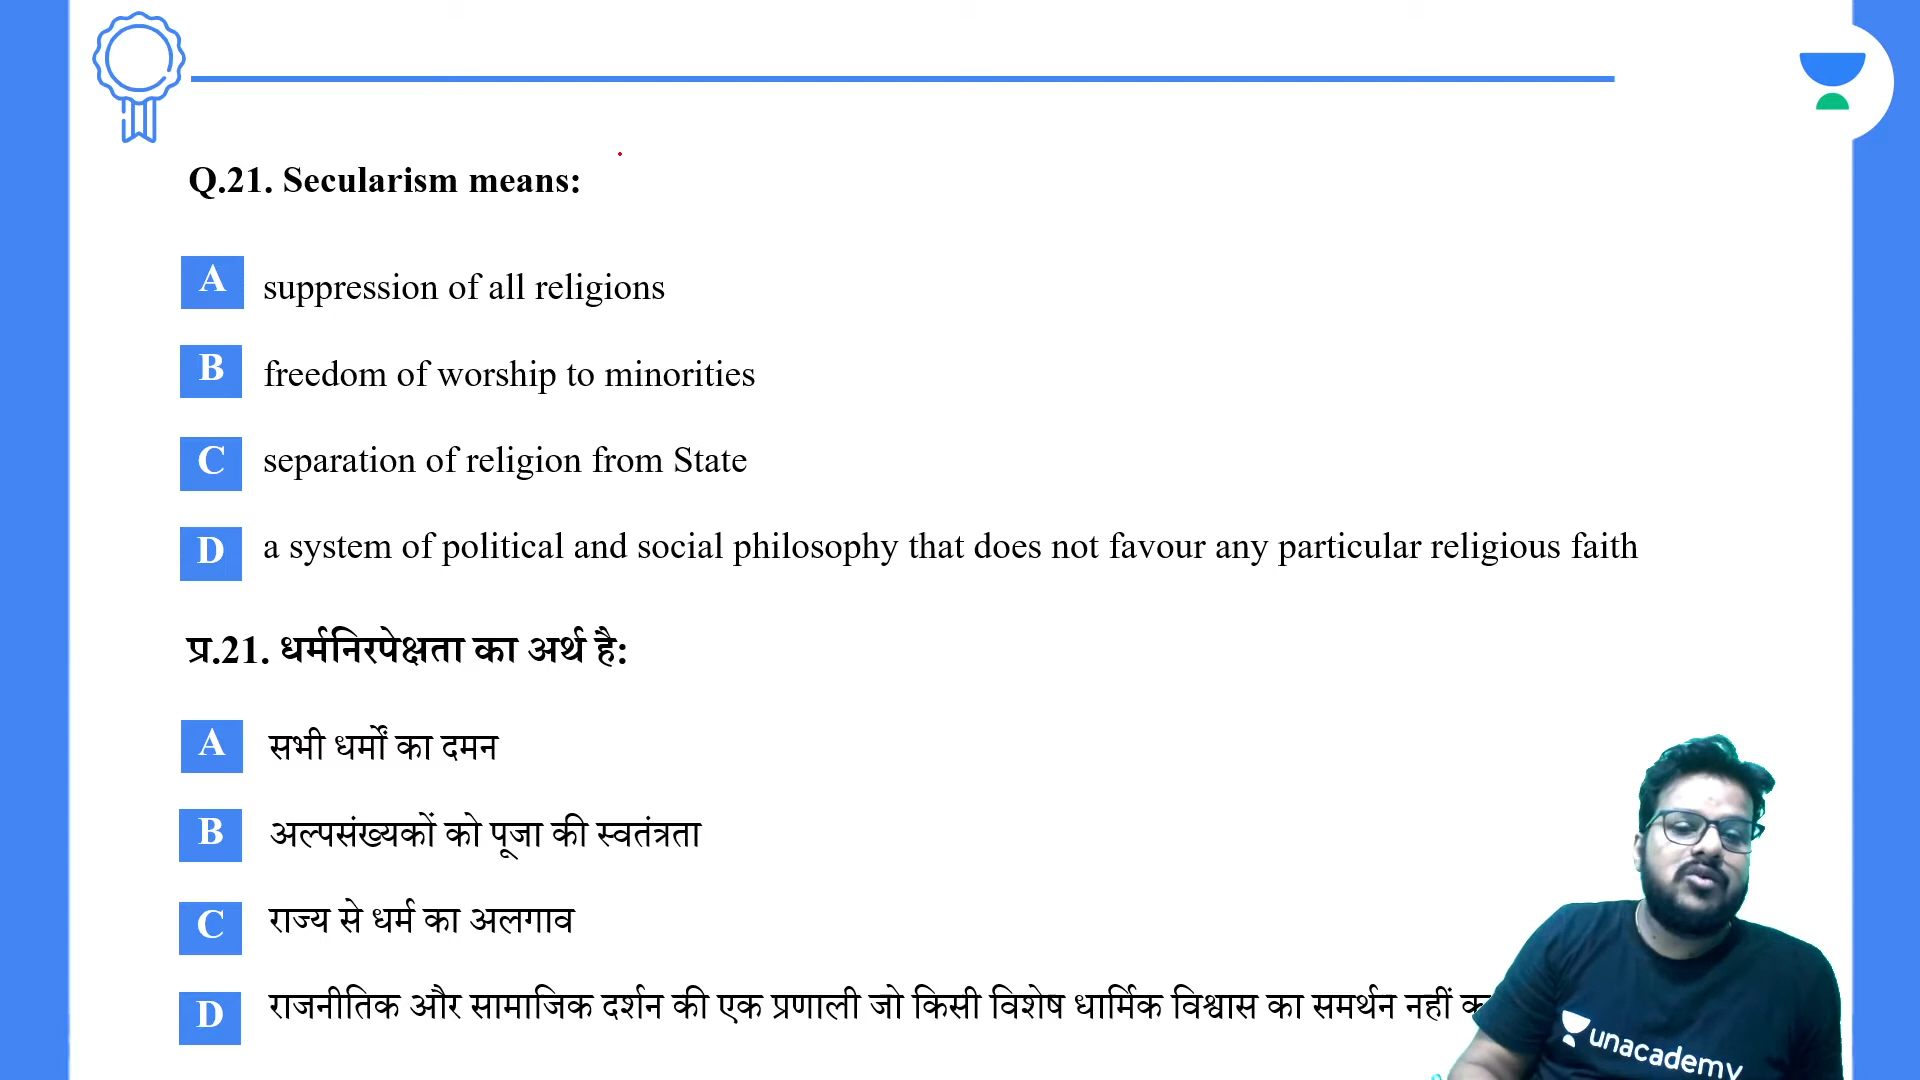 Q.21. Secularism means:
A suppression of all religions
B freedom of worship to minorities
C separation of religion from State
D a system of political and social philosophy that does not favour any particular religious faith
प्र.21. धर्मनिरपेक्षता का अर्थ है:
A सभी धर्मों का दमन
B अल्पसंख्यकों को पूजा की स्वतंत्रता
C राज्य से धर्म का अलगाव
D राजनीतिक और सामाजिक दर्शन की एक प्रणाली जो किसी विशेष धार्मिक विश्वास का समर्थन नहीं
unacademy